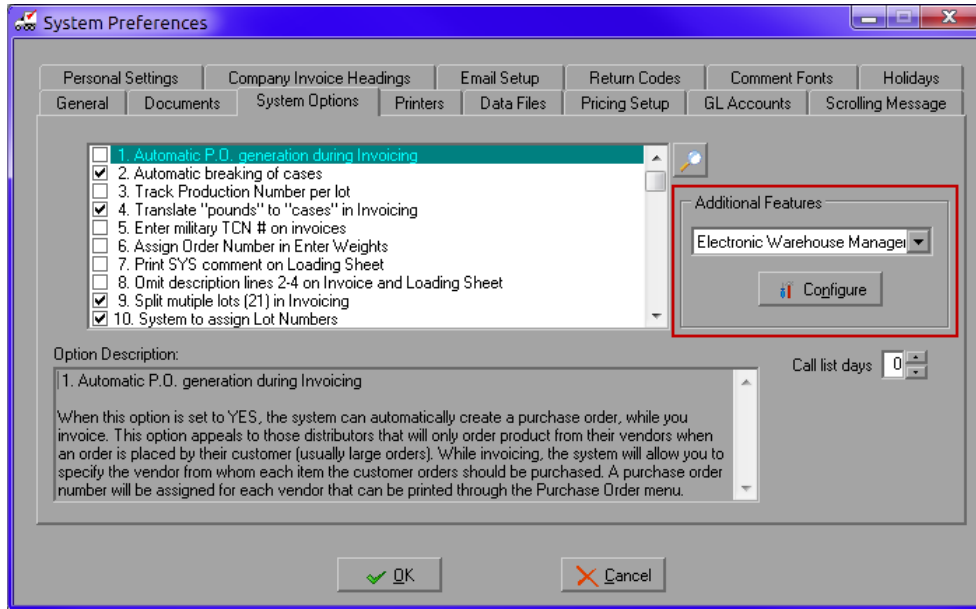 System Preferences
Personal Settings Company Invoice Headings Email Setup Return Codes Comment Fonts Holidays
General Documents System Options Printers Data Files Pricing Setup GL Accounts Scrolling Message
1. Automatic P.O. generation during Invoicing
2. Automatic breaking of cases
3. Track Production Number per lot
4. Translate "pounds" to "cases" in Invoicing
5. Enter military TCN # on invoices
6. Assign Order Number in Enter Weights
7. Print SYS comment on Loading Sheet
8. Omit description lines 2-4 on Invoice and Loading Sheet
9. Split mutiple lots (21) in Invoicing
10. System to assign Lot Numbers
Additional Features
Electronic Warehouse Manager
Configure
Option Description:
Call list days 0
1. Automatic P.O. generation during Invoicing
When this option is set to YES, the system can automatically create a purchase order, while you
invoice. This option appeals to those distributors that will only order product from their vendors when
an order is placed by their customer (usually large orders). While invoicing, the system will allow you to
specify the vendor from whom each item the customer orders should be purchased. A purchase order
number will be assigned for each vendor that can be printed through the Purchase Order menu.
OK Cancel